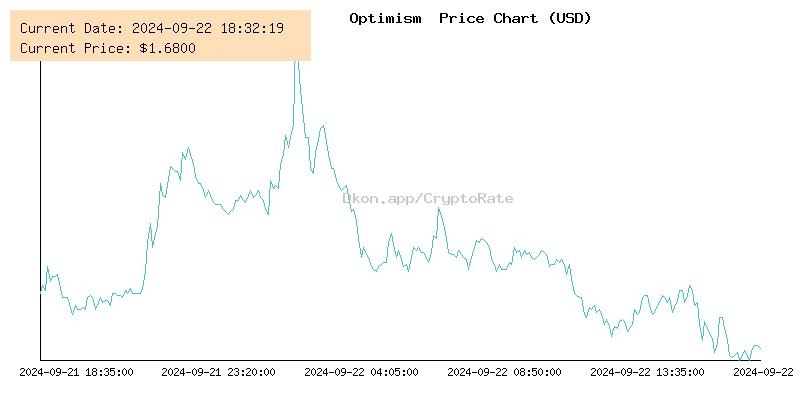 Optimism  Price Chart (USD)
Current Date: 2024-09-22 18:32:19
Current Price: $1.6800
Dkon.app/CryptoRate
2024-09-21 18:35:00 2024-09-21 23:20:00 2024-09-22 04:05:00 2024-09-22 08:50:00 2024-09-22 13:35:00 2024-09-22